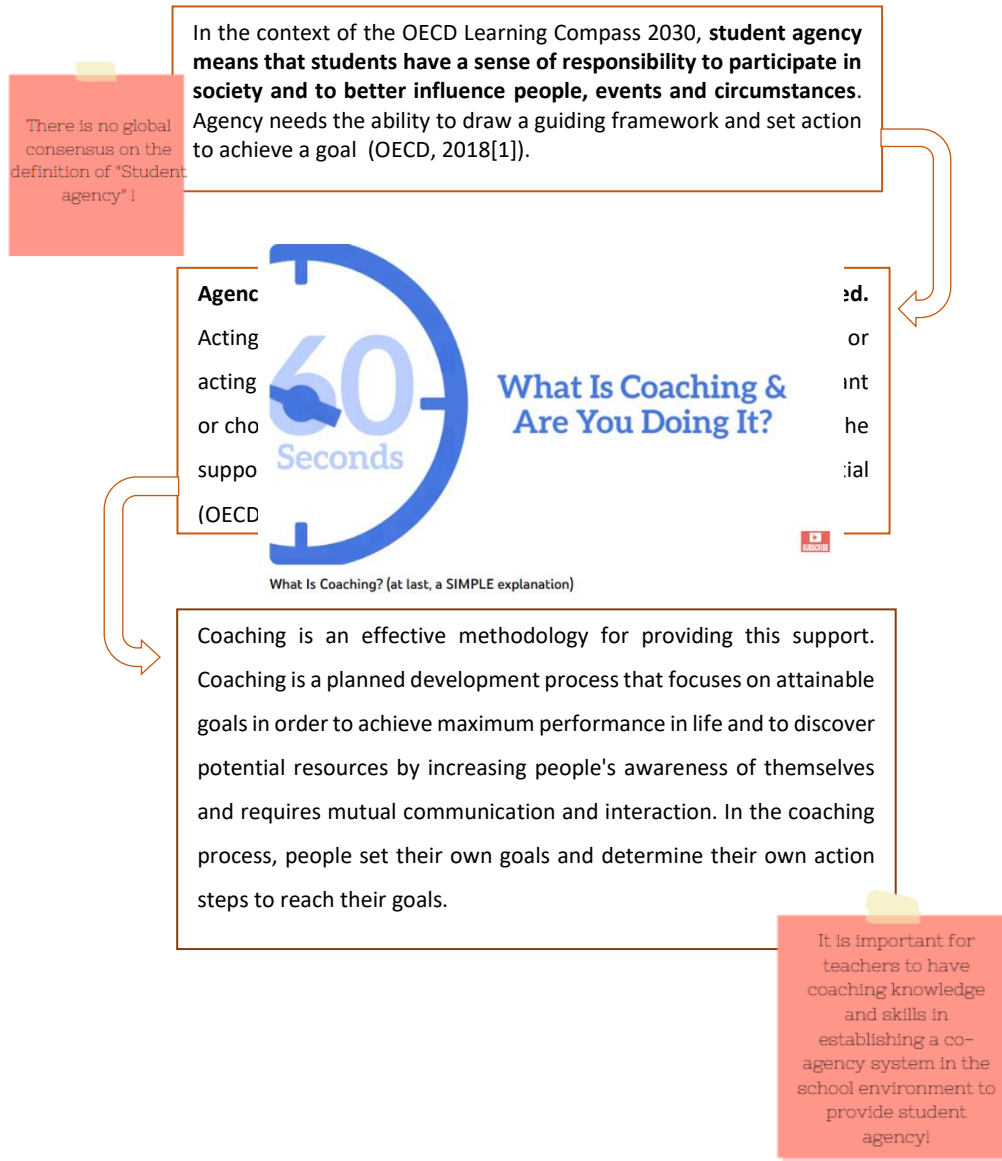 In the context of the OECD Learning Compass 2030, student agency
means that students have a sense of responsibility to participate in
society and to better influence people, events and circumstances.
Agency needs the ability to draw a guiding framework and set action
to achieve a goal (OECD, 2018[1]).
There is no global
consensus on the
definition of "Student
agency" !
Agenc
ed.
Acting
or
acting
ant
or cho
he
suppo
ial
(OECD
60
Seconds
What Is Coaching &
Are You Doing It?
SUBSCRIBE
What Is Coaching? (at last, a SIMPLE explanation)
Coaching is an effective methodology for providing this support.
Coaching is a planned development process that focuses on attainable
goals in order to achieve maximum performance in life and to discover
potential resources by increasing people's awareness of themselves
and requires mutual communication and interaction. In the coaching
process, people set their own goals and determine their own action
steps to reach their goals.
It is important for
teachers to have
coaching knowledge
and skills in
establishing a co-
agency system in the
school environment to
provide student
agency!